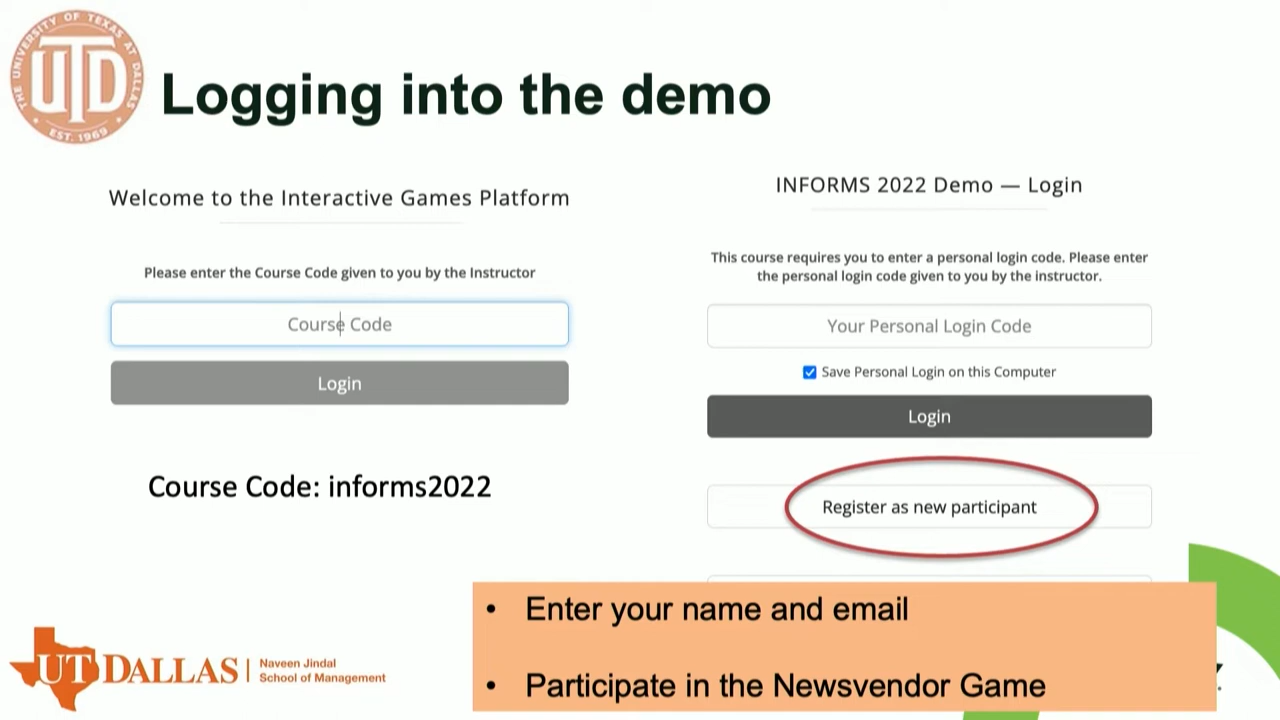 THE UNIVERSITY OF TEXAS AT DALLAS
UTD
EST. 1969
Logging into the demo
Welcome to the Interactive Games Platform
Please enter the Course Code given to you by the Instructor
Course Code
Login
Course Code: informs2022
INFORMS 2022 Demo — Login
This course requires you to enter a personal login code. Please enter
the personal login code given to you by the instructor.
Your Personal Login Code
Save Personal Login on this Computer
Login
Register as new participant
• Enter your name and email
• Participate in the Newsvendor Game
UT DALLAS
Naveen Jindal
School of Management